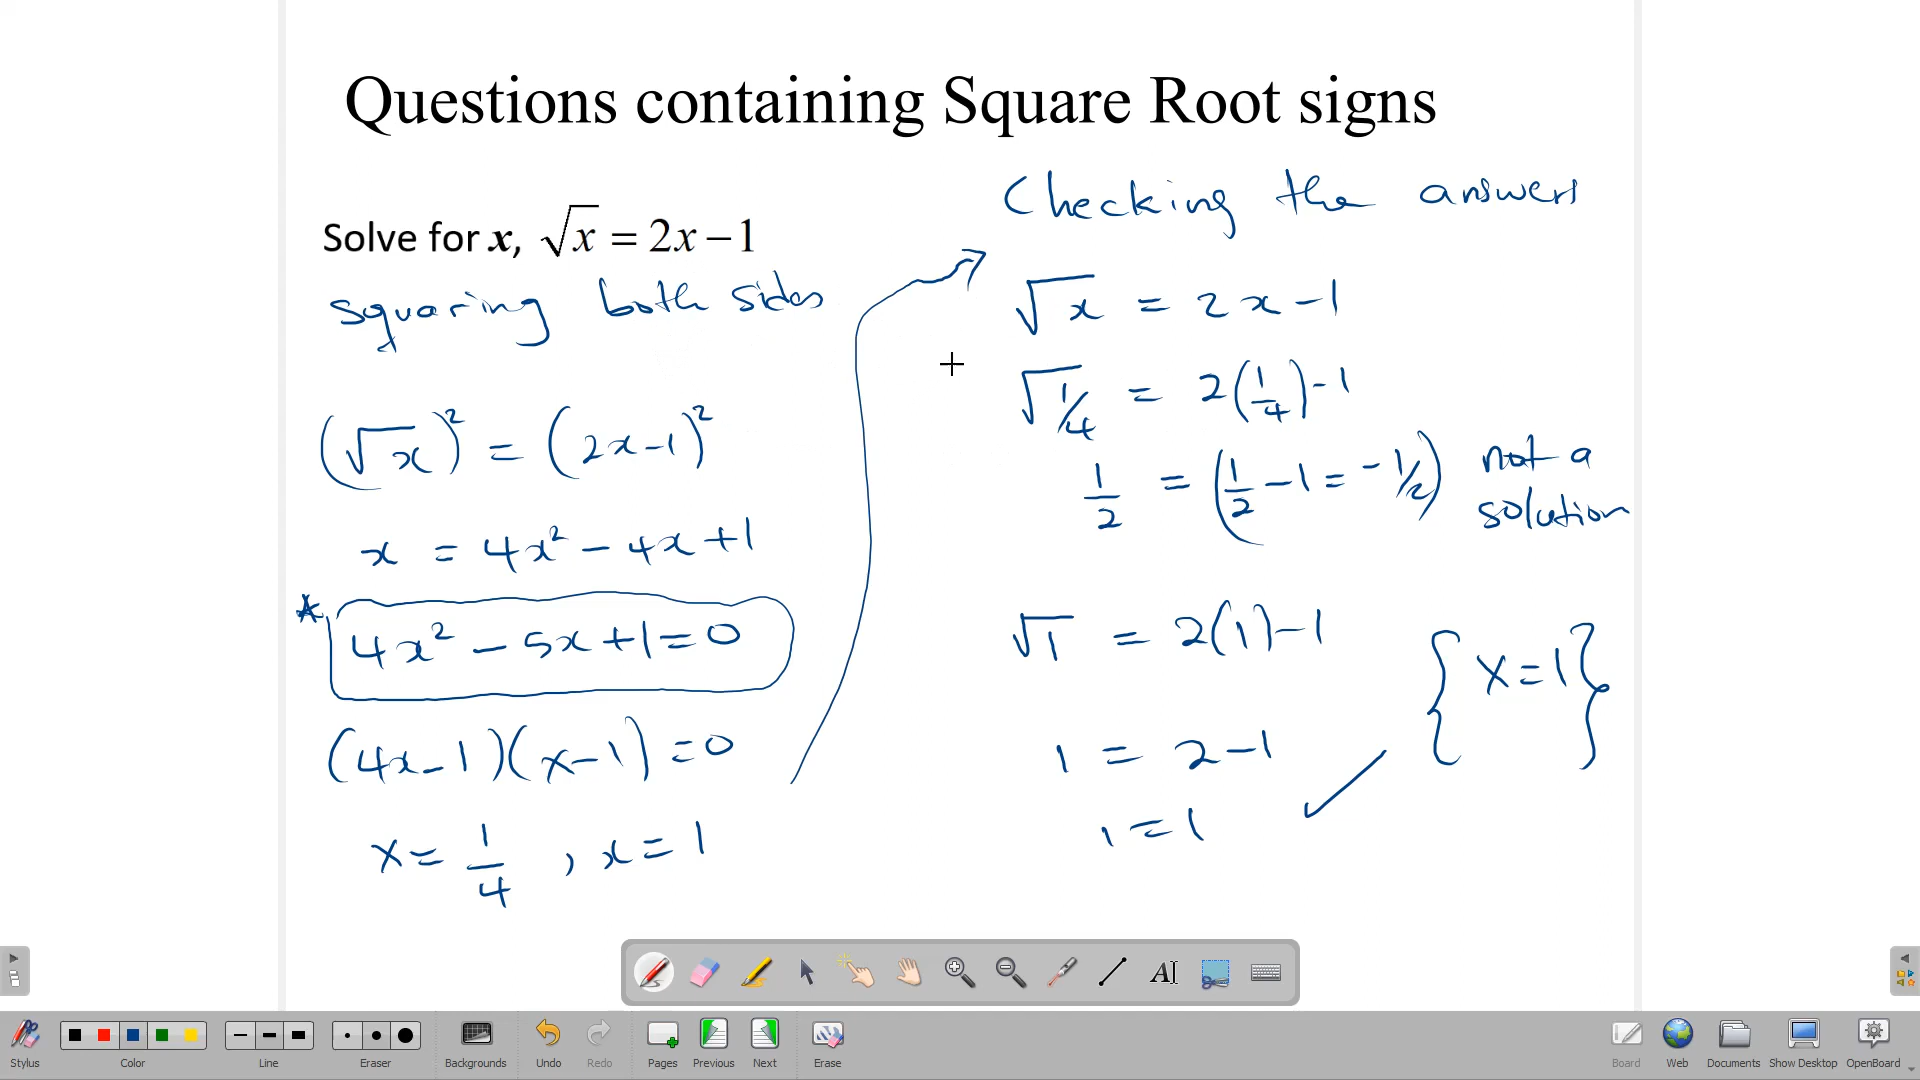 Questions containing Square Root signs
Solve for x, √x = 2x − 1
squaring both sides
(√x)² = (2x-1)²
x = 4x² - 4x + 1
* 4x² - 5x + 1 = 0
(4x-1)(x-1) = 0
x = 1/4 , x = 1
Checking the answers
√x = 2x - 1
√1/4 = 2(1/4) - 1
1/2 = (1/2 - 1 = -1/2) not a
solution
√1 = 2(1) - 1
{x = 1}
1 = 2 - 1
1 = 1 ✓
AI
Stylus
Color
Line
Eraser
Backgrounds
Undo
Redo
Pages
Previous
Next
Erase
Board
Web
Documents
Show Desktop
OpenBoard